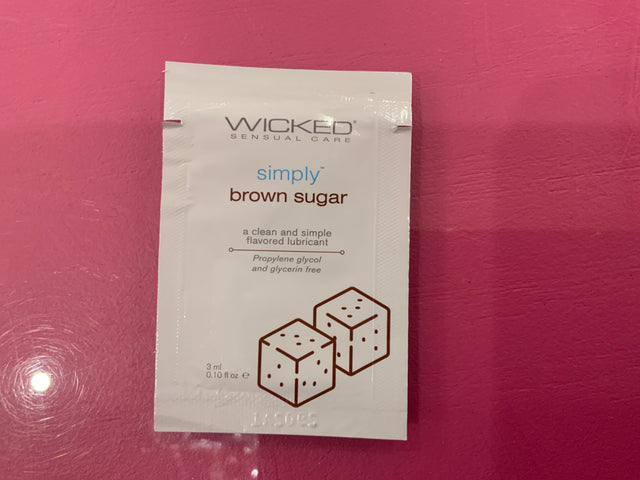 WICKED®
SENSUAL CARE
simply™
brown sugar
a clean and simple
flavored lubricant
Propylene glycol
and glycerin free
3 ml
0.10 fl oz ℮